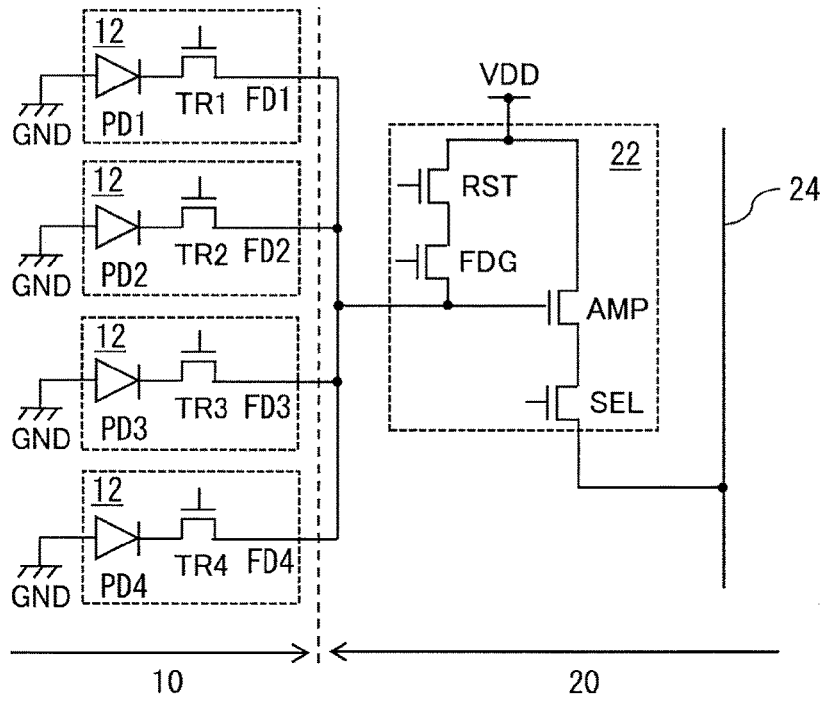 12
TR1
FD1
GND
PD1
12
TR2
FD2
GND
PD2
12
TR3
FD3
GND
PD3
12
TR4
FD4
GND
PD4
VDD
22
RST
FDG
AMP
SEL
24
10
20